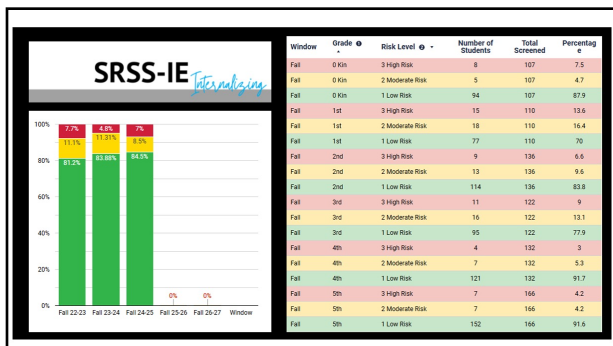 SRSS-IE Internalizing
100%
80%
60%
40%
20%
0%
7.7% 4.8% 7%
11.1% 11.31% 8.5%
81.2% 83.88% 84.5%
0% 0%
Fall 22-23 Fall 23-24 Fall 24-25 Fall 25-26 Fall 26-27 Window
Window Grade Risk Level Number of Students Total Screened Percentage
Fall 0 Kin 3 High Risk 8 107 7.5
Fall 0 Kin 2 Moderate Risk 5 107 4.7
Fall 0 Kin 1 Low Risk 94 107 87.9
Fall 1st 3 High Risk 15 110 13.6
Fall 1st 2 Moderate Risk 18 110 16.4
Fall 1st 1 Low Risk 77 110 70
Fall 2nd 3 High Risk 9 136 6.6
Fall 2nd 2 Moderate Risk 13 136 9.6
Fall 2nd 1 Low Risk 114 136 83.8
Fall 3rd 3 High Risk 11 122 9
Fall 3rd 2 Moderate Risk 16 122 13.1
Fall 3rd 1 Low Risk 95 122 77.9
Fall 4th 3 High Risk 4 132 3
Fall 4th 2 Moderate Risk 7 132 5.3
Fall 4th 1 Low Risk 121 132 91.7
Fall 5th 3 High Risk 7 166 4.2
Fall 5th 2 Moderate Risk 7 166 4.2
Fall 5th 1 Low Risk 152 166 91.6